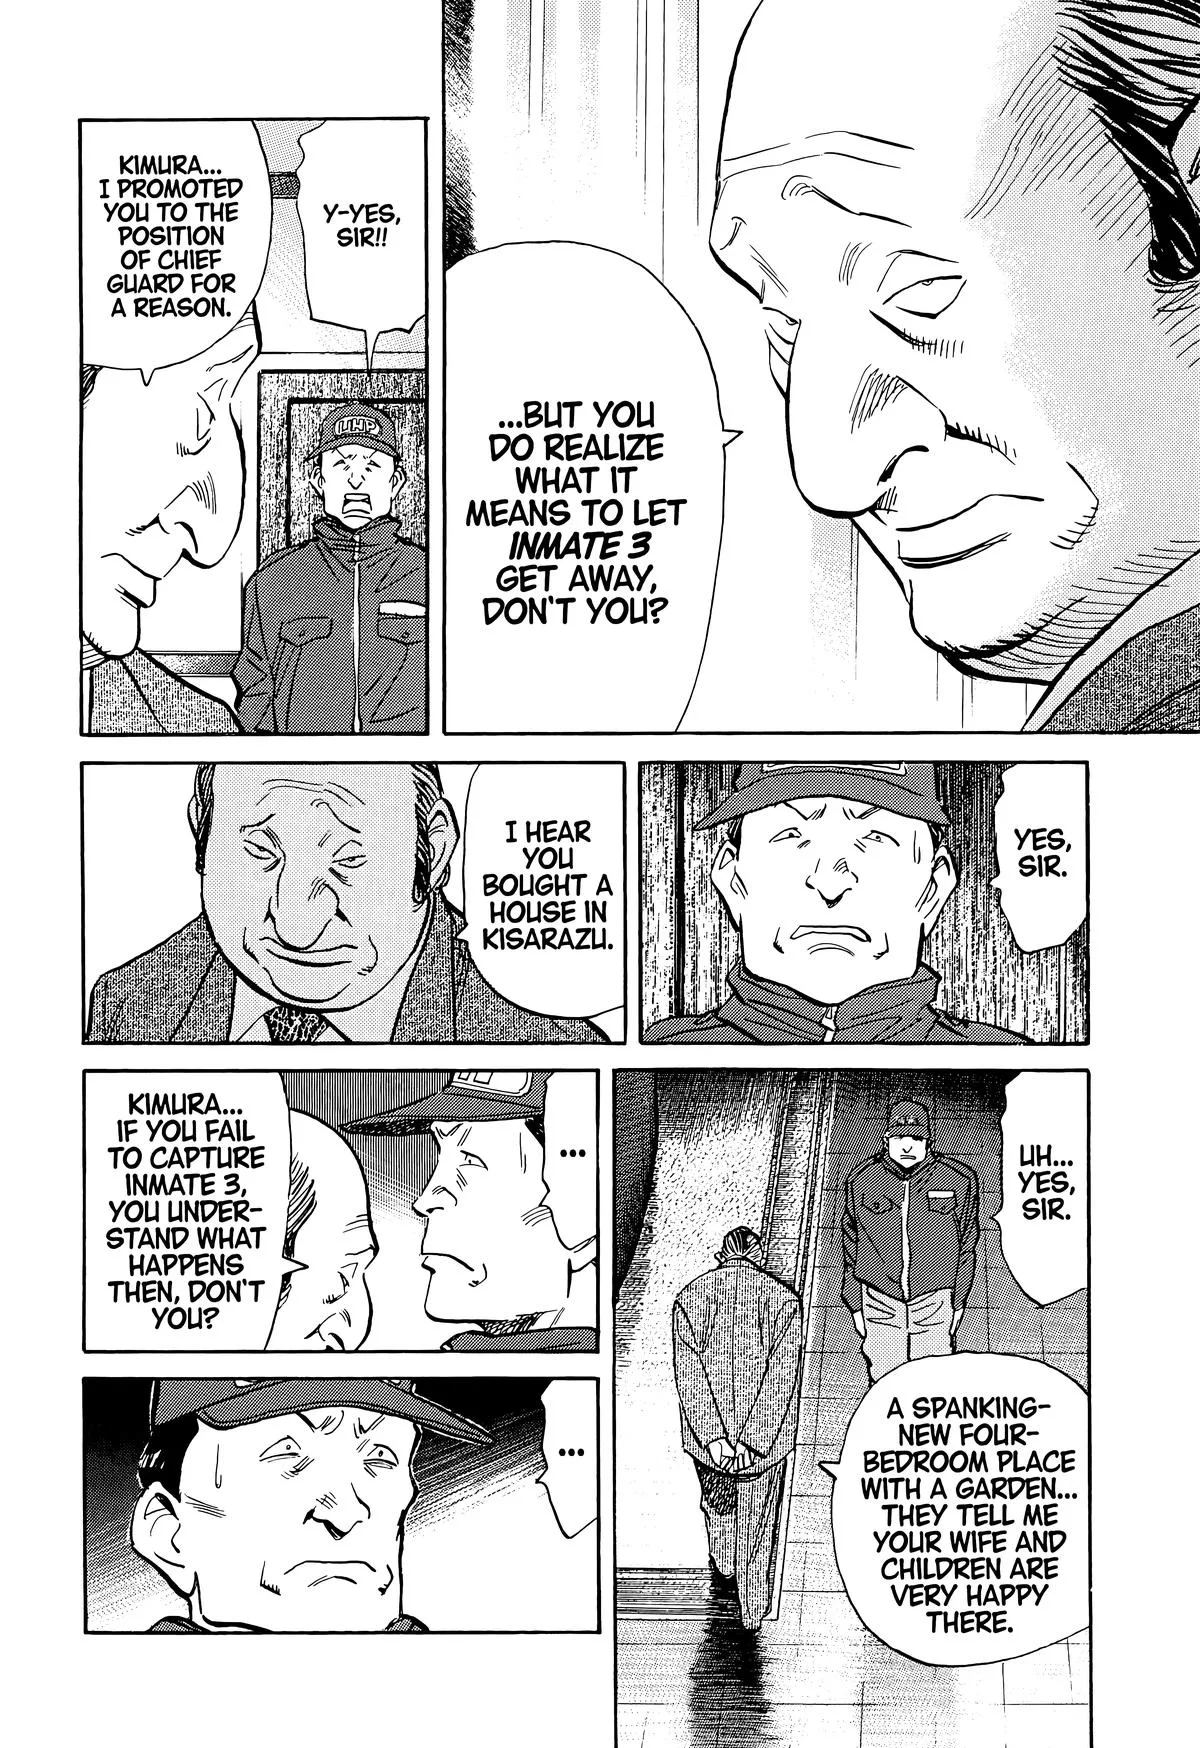 ...BUT YOU
DO REALIZE
WHAT IT
MEANS TO LET
INMATE 3
GET AWAY,
DON'T YOU?
Y-YES,
SIR!!
UHP
KIMURA...
I PROMOTED
YOU TO THE
POSITION
OF CHIEF
GUARD FOR
A REASON.
YES,
SIR.
I HEAR
YOU
BOUGHT A
HOUSE IN
KISARAZU.
UH...
YES,
SIR.
A SPANKING-
NEW FOUR-
BEDROOM PLACE
WITH A GARDEN...
THEY TELL ME
YOUR WIFE AND
CHILDREN ARE
VERY HAPPY
THERE.
...
KIMURA...
IF YOU FAIL
TO CAPTURE
INMATE 3,
YOU UNDER-
STAND WHAT
HAPPENS
THEN, DON'T
YOU?
...